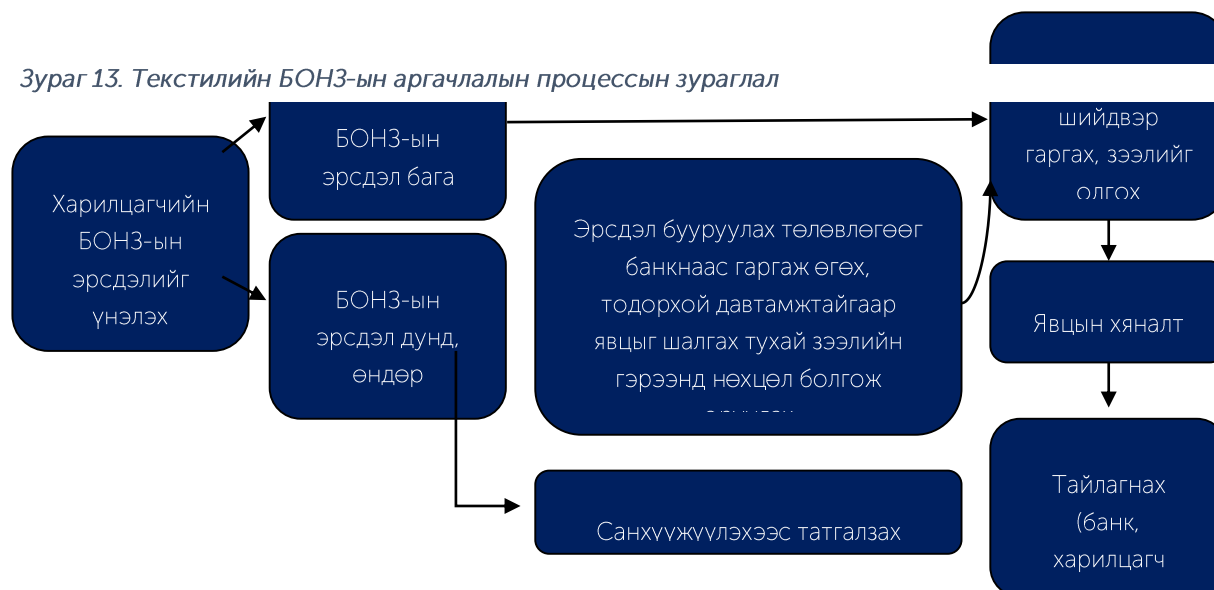 Зураг 13. Текстилийн БОНЗ-ын аргачлалын процессын зураглал
Харилцагчийн
БОНЗ-ын
эрсдэлийг
үнэлэх
БОНЗ-ын
эрсдэл бага
БОНЗ-ын
эрсдэл дунд,
өндөр
Эрсдэл бууруулах төлөвлөгөөг
банкнаас гаргаж өгөх,
тодорхой давтамжтайгаар
явцыг шалгах тухай зээлийн
гэрээнд нөхцөл болгож
Санхүүжүүлэхээс татгалзах
шийдвэр
гаргах, зээлийг
олгох
Явцын хяналт
Тайлагнах
(банк,
харилцагч